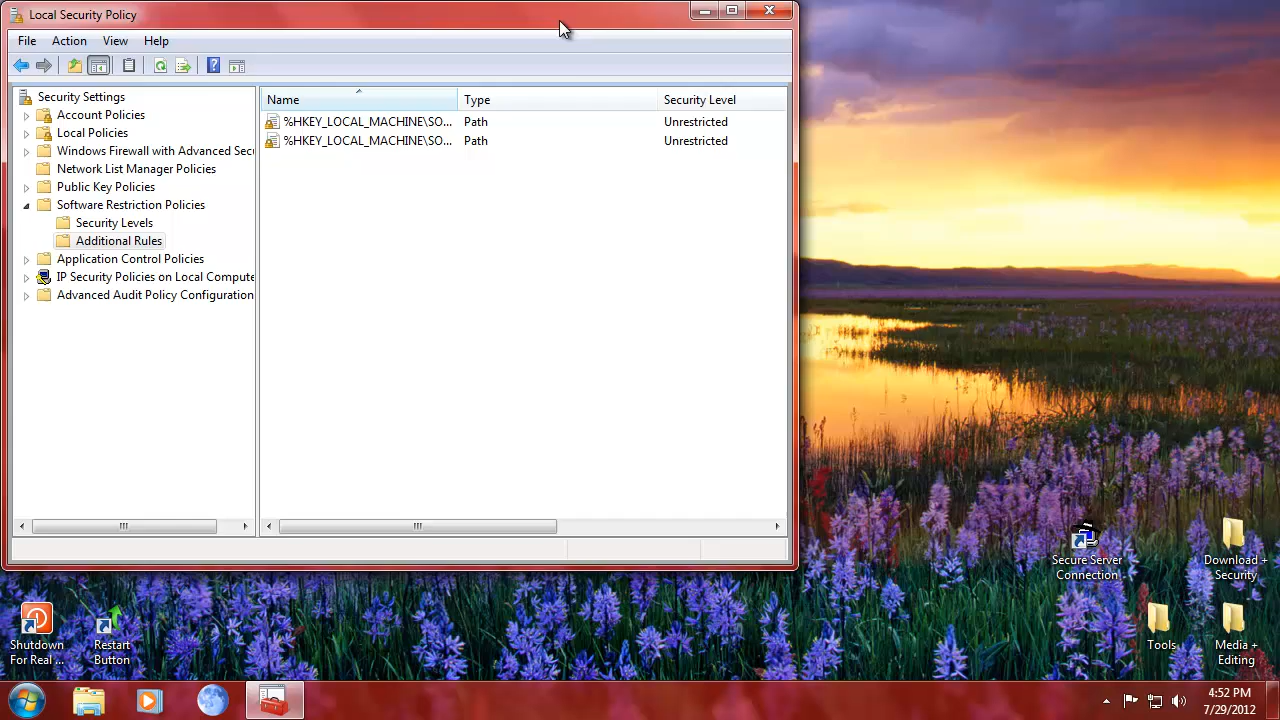 Local Security Policy
File Action View Help
Security Settings
Account Policies
Local Policies
Windows Firewall with Advanced Secu
Network List Manager Policies
Public Key Policies
Software Restriction Policies
Security Levels
Additional Rules
Application Control Policies
IP Security Policies on Local Compute
Advanced Audit Policy Configuration
Name Type Security Level
%HKEY_LOCAL_MACHINE\SO... Path Unrestricted
%HKEY_LOCAL_MACHINE\SO... Path Unrestricted
Secure Server
Connection
Download +
Security
Shutdown
For Real ...
Restart
Button
Tools
Media +
Editing
4:52 PM
7/29/2012